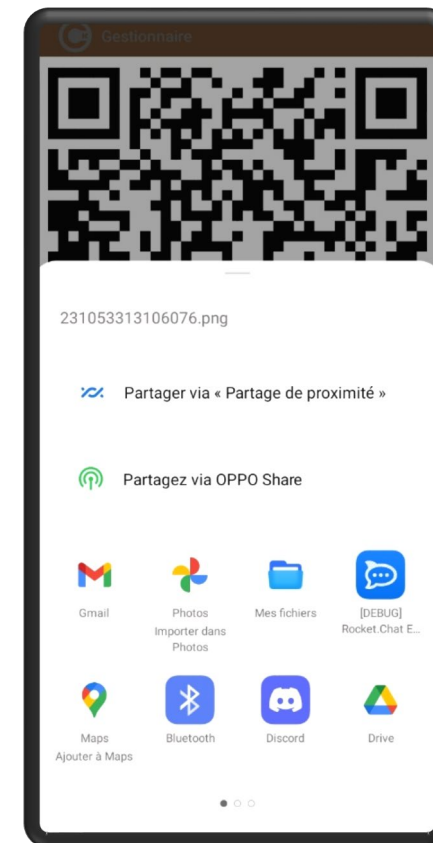 Gestionnaire
231053313106076.png
Partager via « Partage de proximité »
Partagez via OPPO Share
Gmail
Photos
Importer dans
Photos
Mes fichiers
[DEBUG]
Rocket.Chat E...
Maps
Ajouter à Maps
Bluetooth
Discord
Drive